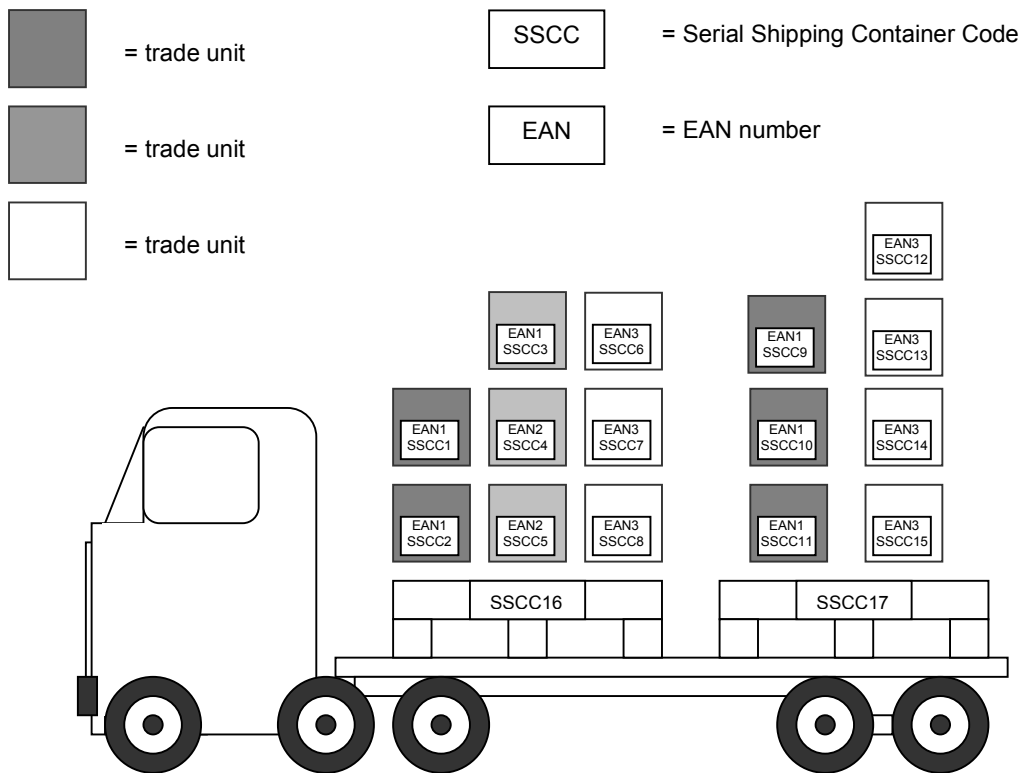 = trade unit
SSCC
= Serial Shipping Container Code
= trade unit
EAN
= EAN number
= trade unit
EAN3
SSCC12
EAN1
SSCC3
EAN3
SSCC6
EAN1
SSCC9
EAN3
SSCC13
EAN1
SSCC1
EAN2
SSCC4
EAN3
SSCC7
EAN1
SSCC10
EAN3
SSCC14
EAN1
SSCC2
EAN2
SSCC5
EAN3
SSCC8
EAN1
SSCC11
EAN3
SSCC15
SSCC16
SSCC17